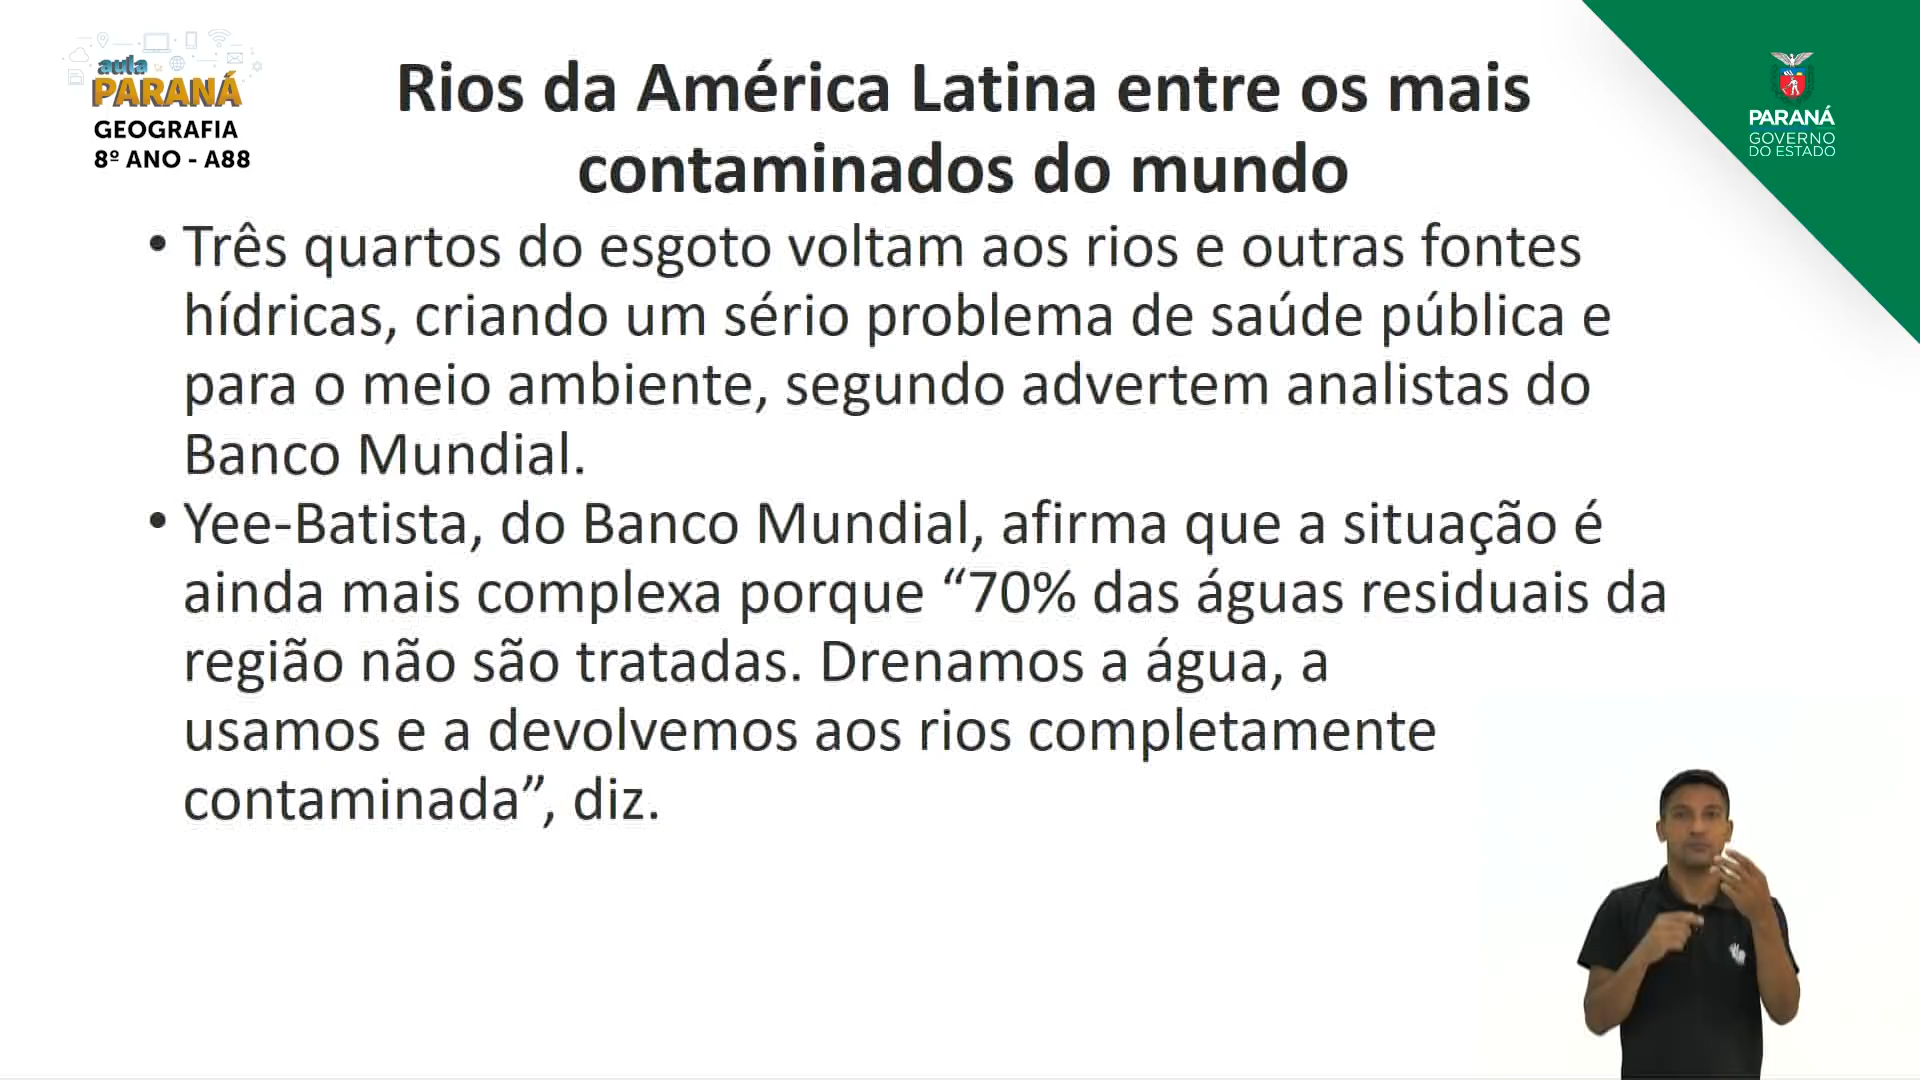 aula
PARANÁ
GEOGRAFIA
8º ANO - A88
Rios da América Latina entre os mais
contaminados do mundo
PARANÁ
GOVERNO
DO ESTADO
• Três quartos do esgoto voltam aos rios e outras fontes
hídricas, criando um sério problema de saúde pública e
para o meio ambiente, segundo advertem analistas do
Banco Mundial.
• Yee-Batista, do Banco Mundial, afirma que a situação é
ainda mais complexa porque “70% das águas residuais da
região não são tratadas. Drenamos a água, a
usamos e a devolvemos aos rios completamente
contaminada”, diz.